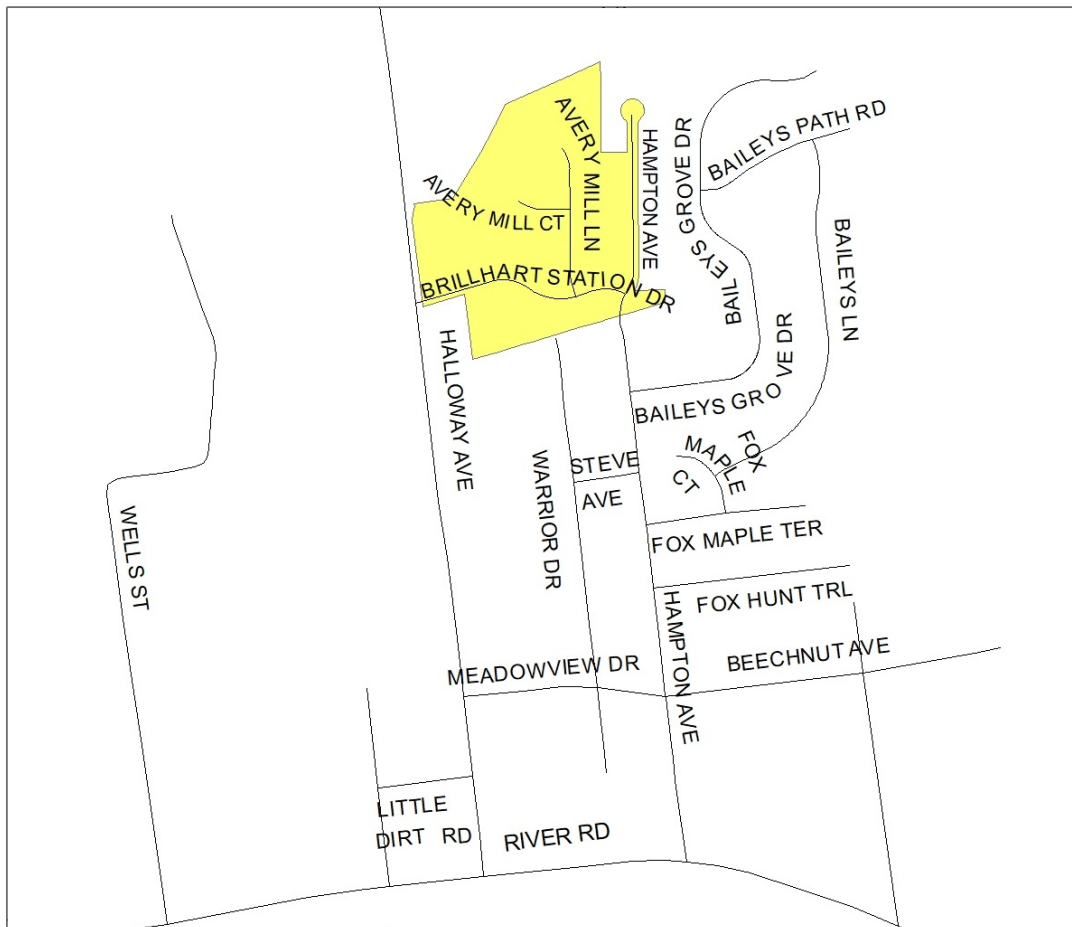 AVERY MILL LN
HAMPTON AVE
BAILEYS GROVE DR
BAILEYS PATH RD
AVERY MILL CT
BAILEYS LN
BRILLHART STATION DR
HALLOWAY AVE
BAILEYS GROVE DR
FOX MAPLE CT
STEVE
AVE
WARRIOR DR
WELLS ST
FOX MAPLE TER
FOX HUNT TRL
HAMPTON AVE
BEECHNUT AVE
MEADOWVIEW DR
LITTLE
DIRT RD
RIVER RD